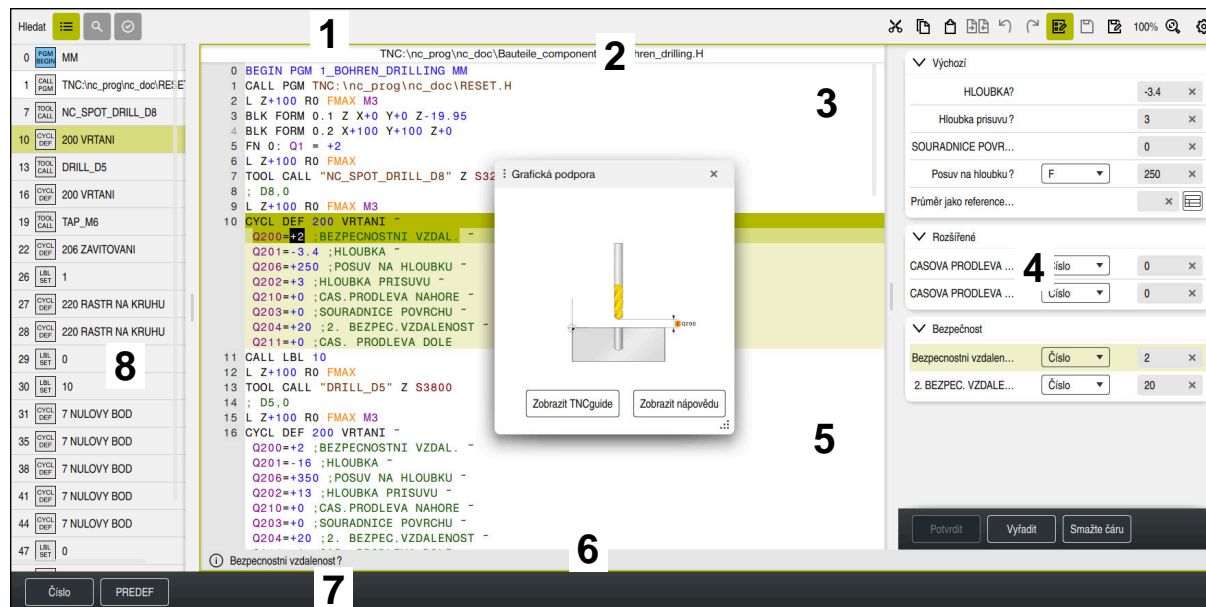 Hledat
1
100%
0 PGM BEGIN MM
1 CALL PGM TNC:\nc_prog\nc_doc\RESE
7 TOOL CALL NC_SPOT_DRILL_D8
10 CYCL DEF 200 VRTANI
13 TOOL CALL DRILL_D5
16 CYCL DEF 200 VRTANI
19 TOOL CALL TAP_M6
22 CYCL DEF 206 ZAVITOVANI
26 LBL SET 1
27 CYCL DEF 220 RASTR NA KRUHU
28 CYCL DEF 220 RASTR NA KRUHU
29 LBL SET 0
8
30 LBL SET 10
31 CYCL DEF 7 NULOVY BOD
35 CYCL DEF 7 NULOVY BOD
38 CYCL DEF 7 NULOVY BOD
41 CYCL DEF 7 NULOVY BOD
44 CYCL DEF 7 NULOVY BOD
47 LBL SET 0
TNC:\nc_prog\nc_doc\Bauteile_component
ohren_drilling.H
2
3
0 BEGIN PGM 1_BOHREN_DRILLING MM
1 CALL PGM TNC:\nc_prog\nc_doc\RESET.H
2 L Z+100 R0 FMAX M3
3 BLK FORM 0.1 Z X+0 Y+0 Z-19.95
4 BLK FORM 0.2 X+100 Y+100 Z+0
5 FN 0: Q1 = +2
6 L Z+100 R0 FMAX
7 TOOL CALL "NC_SPOT_DRILL_D8" Z S32
8 ; D8,0
9 L Z+100 R0 FMAX M3
10 CYCL DEF 200 VRTANI ~
Q200=+2 ;BEZPECNOSTNI VZDAL. ~
Q201=-3.4 ;HLOUBKA ~
Q206=+250 ;POSUV NA HLOUBKU ~
Q202=+3 ;HLOUBKA PRISUVU ~
Q210=+0 ;CAS.PRODLEVA NAHORE ~
Q203=+0 ;SOURADNICE POVRCHU ~
Q204=+20 ;2. BEZPEC.VZDALENOST ~
Q211=+0 ;CAS. PRODLEVA DOLE
11 CALL LBL 10
12 L Z+100 R0 FMAX
13 TOOL CALL "DRILL_D5" Z S3800
14 ; D5,0
15 L Z+100 R0 FMAX M3
16 CYCL DEF 200 VRTANI ~
Q200=+2 ;BEZPECNOSTNI VZDAL. ~
Q201=-16 ;HLOUBKA ~
Q206=+350 ;POSUV NA HLOUBKU ~
Q202=+13 ;HLOUBKA PRISUVU ~
Q210=+0 ;CAS.PRODLEVA NAHORE ~
Q203=+0 ;SOURADNICE POVRCHU ~
Q204=+20 ;2. BEZPEC.VZDALENOST ~
Grafická podpora ×
Q200
Zobrazit TNCguide Zobrazit nápovědu
5
Výchozí
HLOUBKA? -3.4 ×
Hloubka prisuvu ? 3 ×
SOURADNICE POVR... 0 ×
Posuv na hloubku ? F 250 ×
Průměr jako reference... ×
Rozšířené
CASOVA PRODLEVA ... Číslo 0 ×
4
CASOVA PRODLEVA ... Číslo 0 ×
Bezpečnost
Bezpecnostni vzdalen... Číslo 2 ×
2. BEZPEC. VZDALE... Číslo 20 ×
Potvrdit Vyřadit Smažte čáru
6
Bezpecnostni vzdalenost ?
7
Číslo PREDEF